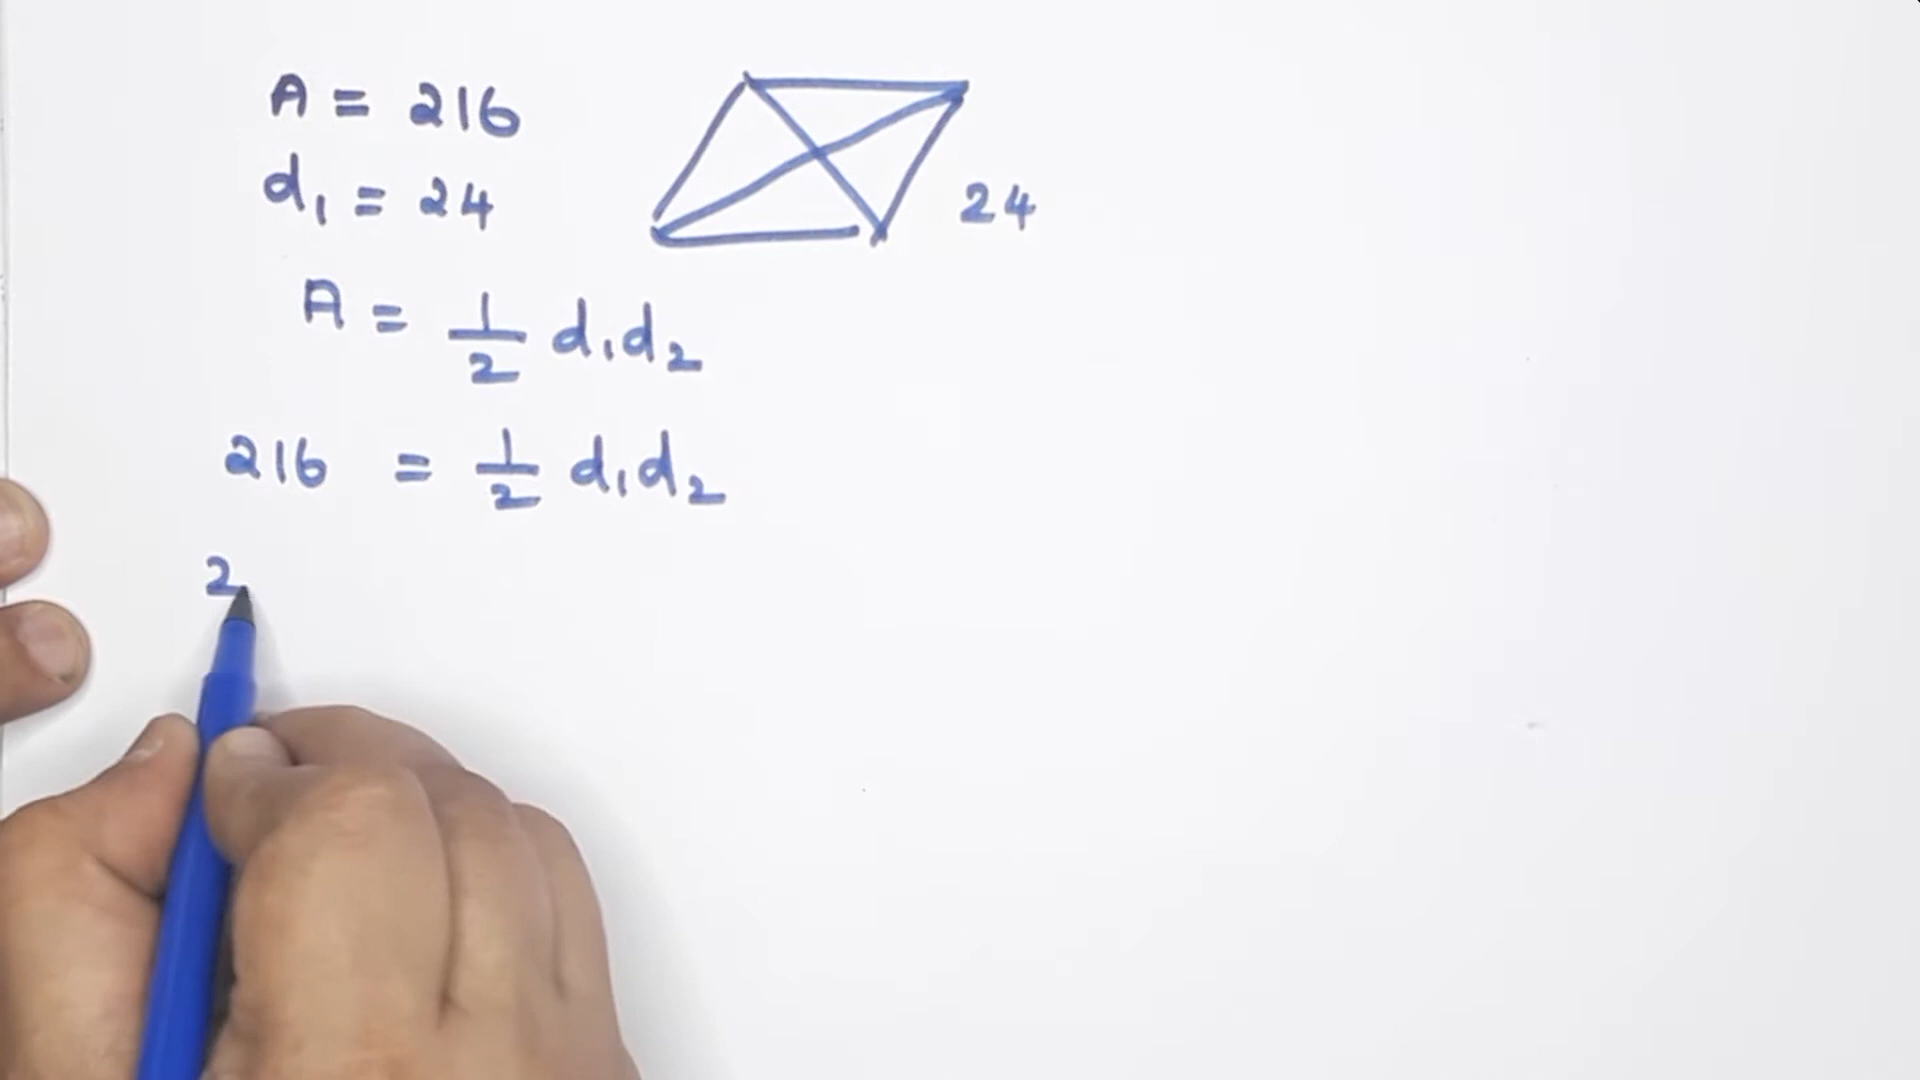 A = 216
d₁ = 24
24
A = 1/2 d₁d₂
216 = 1/2 d₁d₂
2